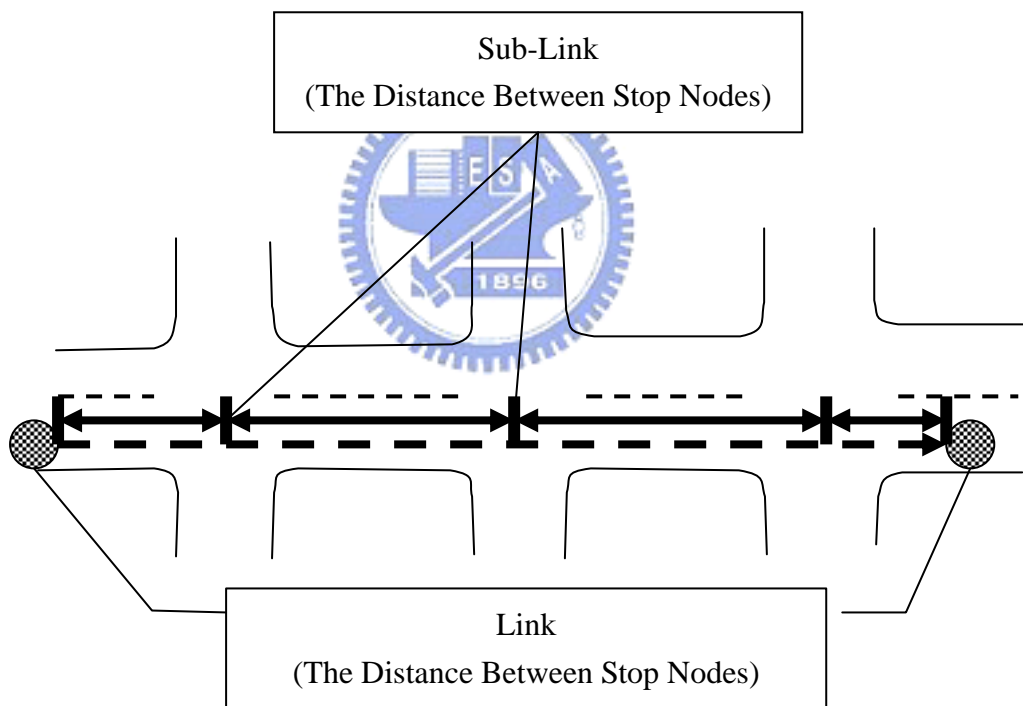 Sub-Link
(The Distance Between Stop Nodes)
E S A
1896
Link
(The Distance Between Stop Nodes)